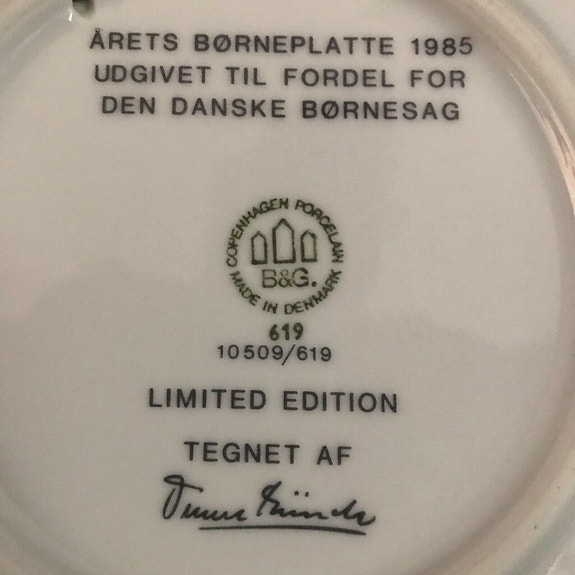 ÅRETS BØRNEPLATTE 1985
UDGIVET TIL FORDEL FOR
DEN DANSKE BØRNESAG
COPENHAGEN PORCELAIN
B&G.
MADE IN DENMARK
619
10509/619
LIMITED EDITION
TEGNET AF